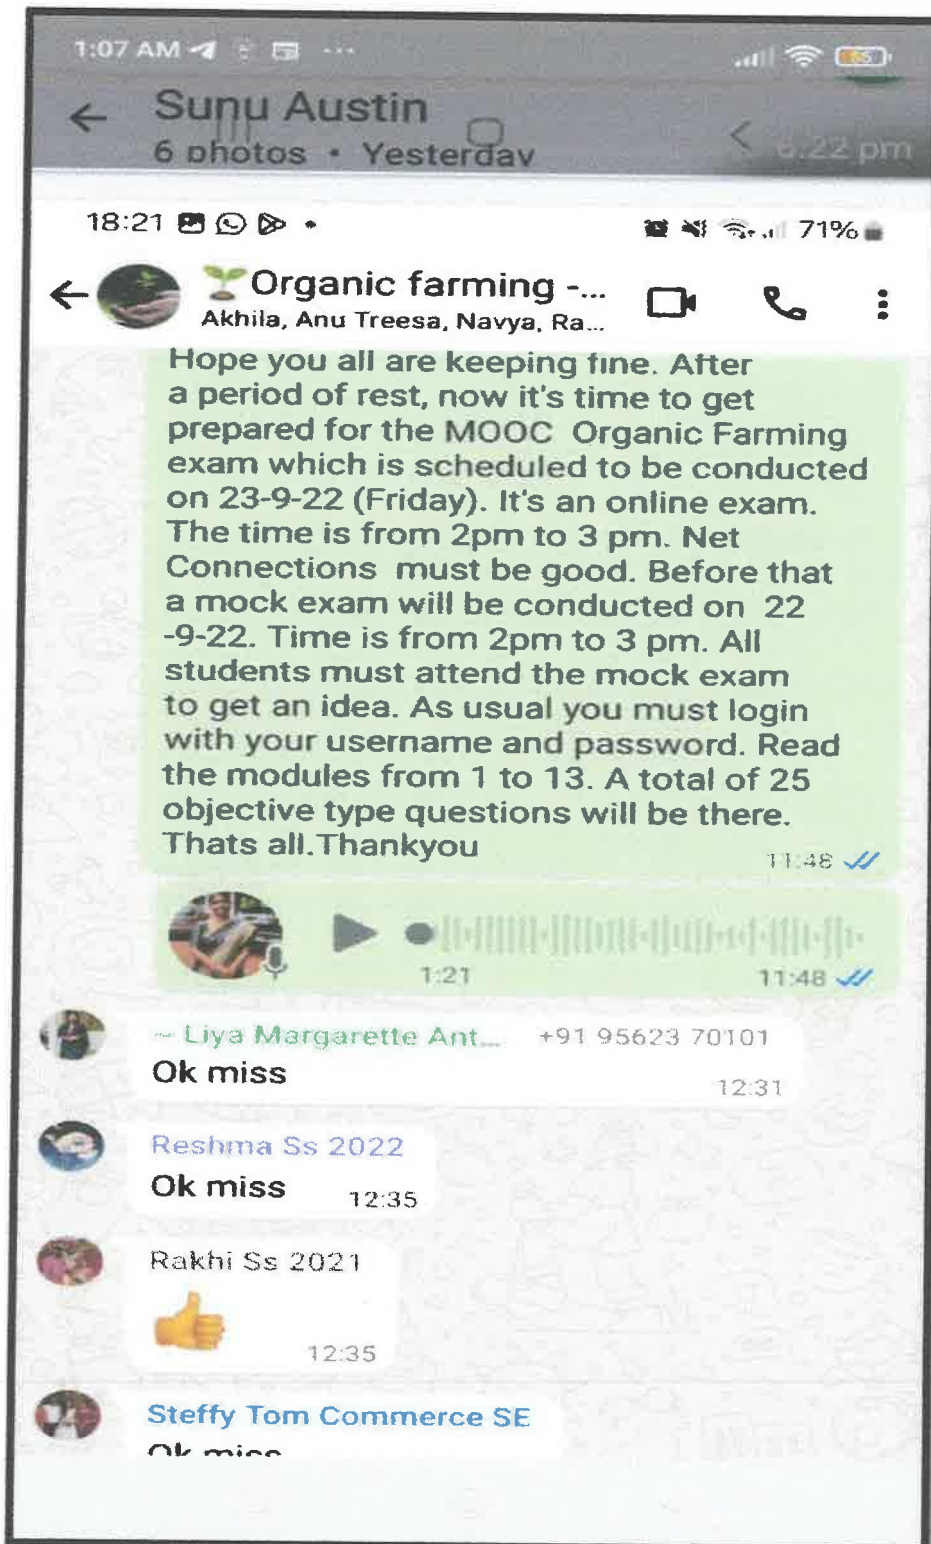 1:07 AM
Sunu Austin
6 photos • Yesterday
6.22 pm
18:21
71%
Organic farming -...
Akhila, Anu Treesa, Navya, Ra...
Hope you all are keeping fine. After
a period of rest, now it's time to get
prepared for the MOOC Organic Farming
exam which is scheduled to be conducted
on 23-9-22 (Friday). It's an online exam.
The time is from 2pm to 3 pm. Net
Connections must be good. Before that
a mock exam will be conducted on 22
-9-22. Time is from 2pm to 3 pm. All
students must attend the mock exam
to get an idea. As usual you must login
with your username and password. Read
the modules from 1 to 13. A total of 25
objective type questions will be there.
Thats all.Thankyou
11:48
1:21 11:48
~ Liya Margarette Ant... +91 95623 70101
Ok miss
12:31
Reshma Ss 2022
Ok miss 12:35
Rakhi Ss 2021
👍
12:35
Steffy Tom Commerce SE
Ok miss